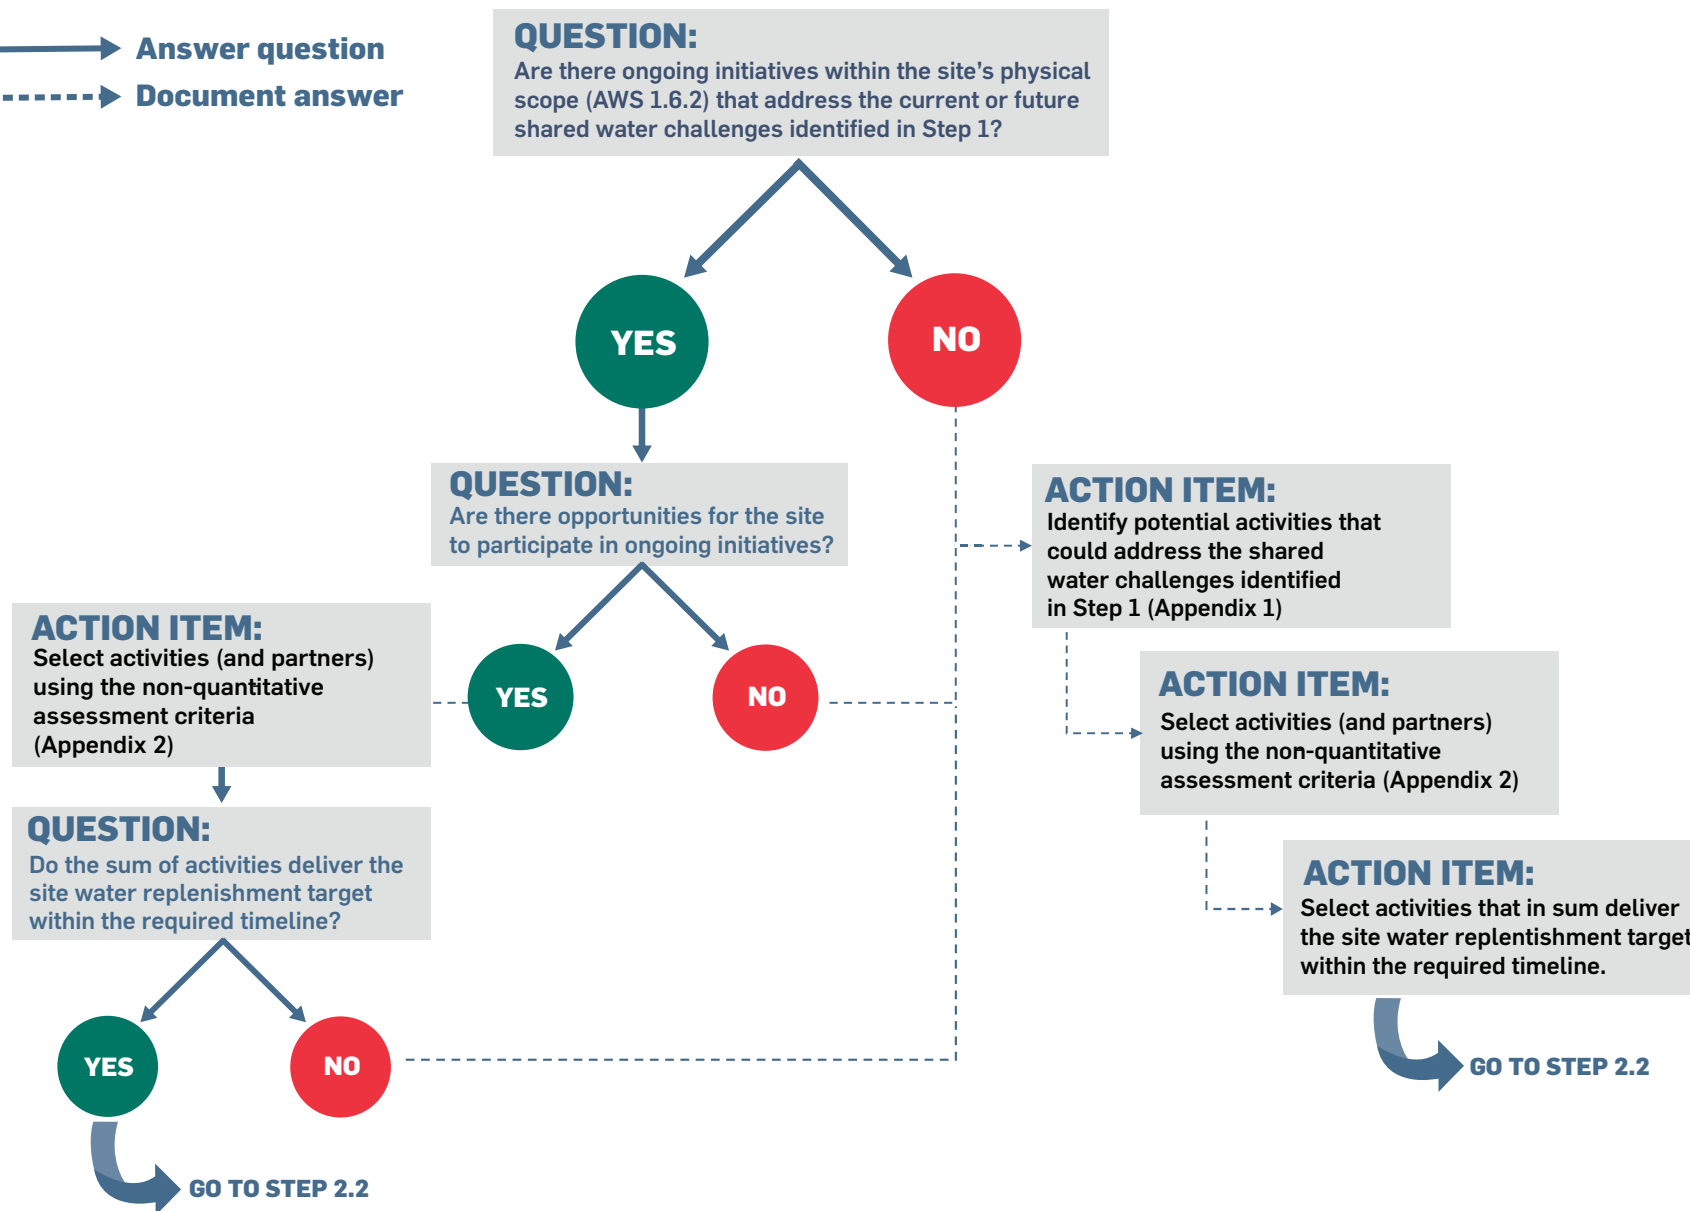 Answer question
Document answer
QUESTION:
Are there ongoing initiatives within the site's physical
scope (AWS 1.6.2) that address the current or future
shared water challenges identified in Step 1?
YES
NO
QUESTION:
Are there opportunities for the site
to participate in ongoing initiatives?
YES
NO
ACTION ITEM:
Select activities (and partners)
using the non-quantitative
assessment criteria
(Appendix 2)
QUESTION:
Do the sum of activities deliver the
site water replenishment target
within the required timeline?
YES
NO
GO TO STEP 2.2
ACTION ITEM:
Identify potential activities that
could address the shared
water challenges identified
in Step 1 (Appendix 1)
ACTION ITEM:
Select activities (and partners)
using the non-quantitative
assessment criteria (Appendix 2)
ACTION ITEM:
Select activities that in sum deliver
the site water replentishment target
within the required timeline.
GO TO STEP 2.2